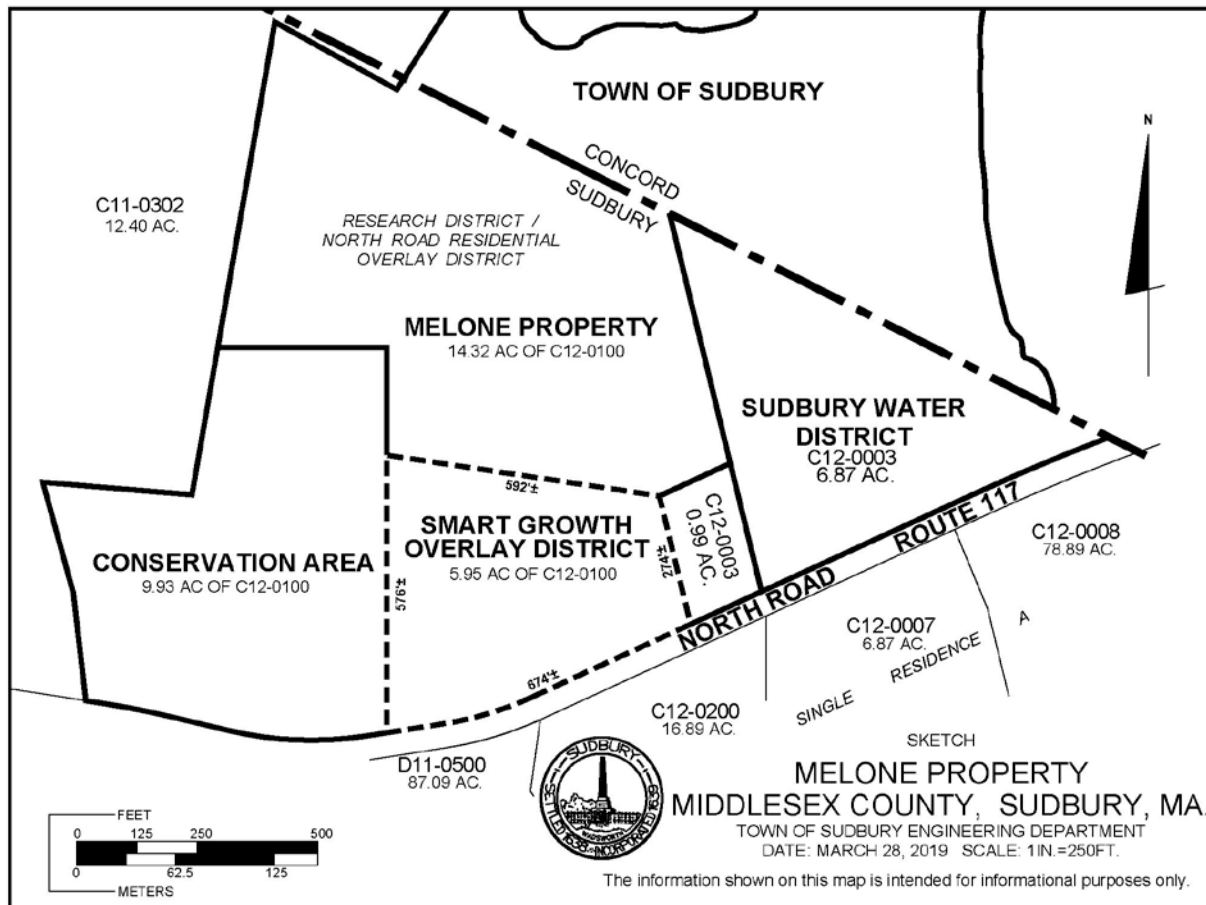 TOWN OF SUDBURY
N
CONCORD
SUDBURY
C11-0302
12.40 AC.
RESEARCH DISTRICT /
NORTH ROAD RESIDENTIAL
OVERLAY DISTRICT
MELONE PROPERTY
14.32 AC OF C12-0100
SUDBURY WATER
DISTRICT
C12-0003
6.87 AC.
592'±
C12-0003
0.99 AC.
274'±
SMART GROWTH
OVERLAY DISTRICT
5.95 AC OF C12-0100
CONSERVATION AREA
9.93 AC OF C12-0100
576'±
674'±
NORTH ROAD
ROUTE 117
C12-0008
78.89 AC.
C12-0007
6.87 AC.
SINGLE RESIDENCE A
C12-0200
16.89 AC.
D11-0500
87.09 AC.
SUDBURY
SETTLED 1638 INCORPORATED 1639
WADSWORTH
SKETCH
MELONE PROPERTY
MIDDLESEX COUNTY, SUDBURY, MA.
TOWN OF SUDBURY ENGINEERING DEPARTMENT
DATE: MARCH 28, 2019 SCALE: 1IN.=250FT.
The information shown on this map is intended for informational purposes only.
FEET
0 125 250 500
0 62.5 125
METERS